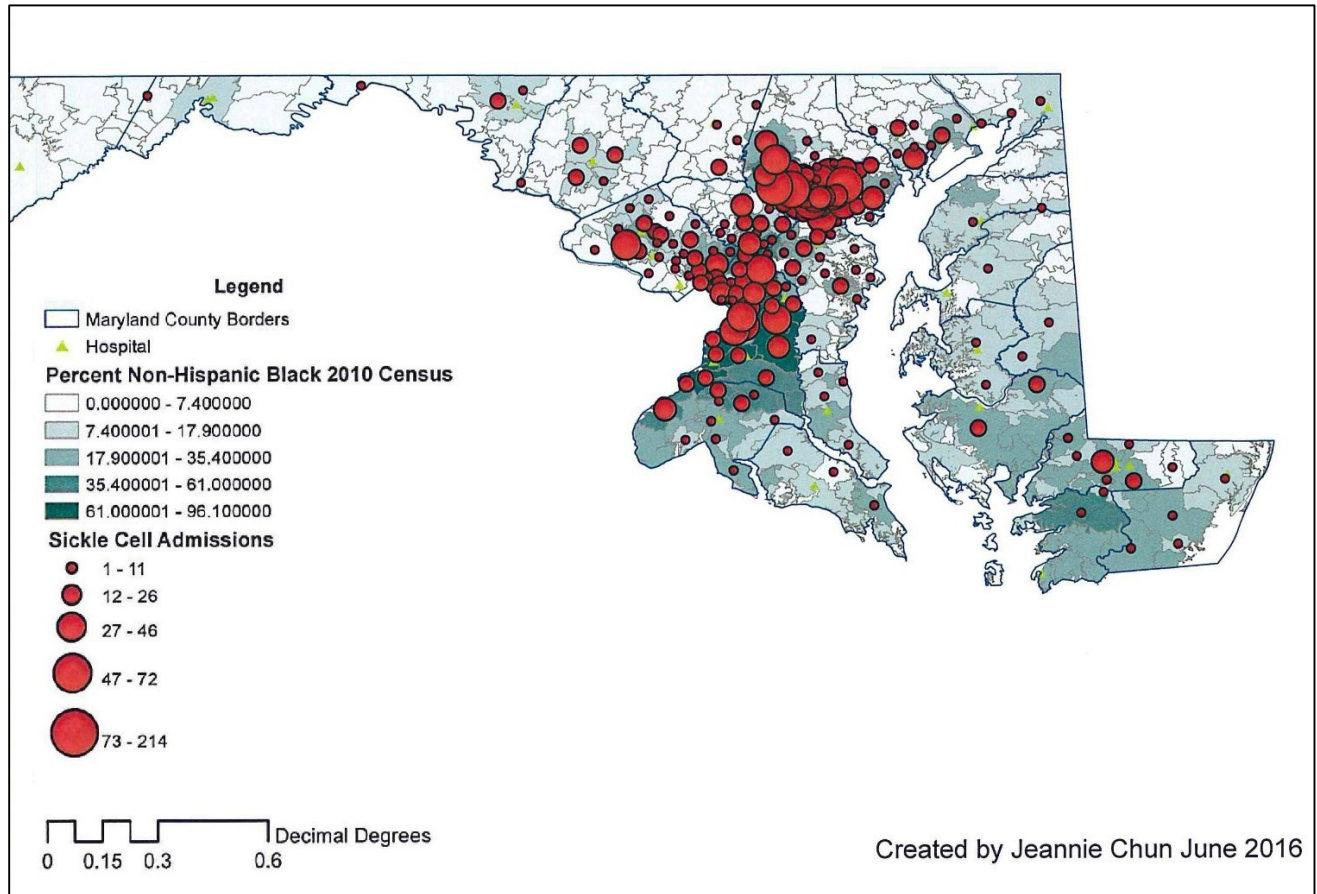 Legend
Maryland County Borders
Hospital
Percent Non-Hispanic Black 2010 Census
0.000000 - 7.400000
7.400001 - 17.900000
17.900001 - 35.400000
35.400001 - 61.000000
61.000001 - 96.100000
Sickle Cell Admissions
1 - 11
12 - 26
27 - 46
47 - 72
73 - 214
Decimal Degrees
0 0.15 0.3 0.6
Created by Jeannie Chun June 2016